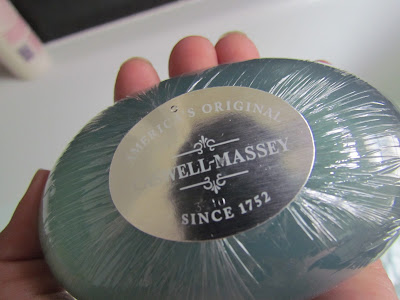 AMERICA'S ORIGINAL
WELL-MASSEY
SINCE 1752